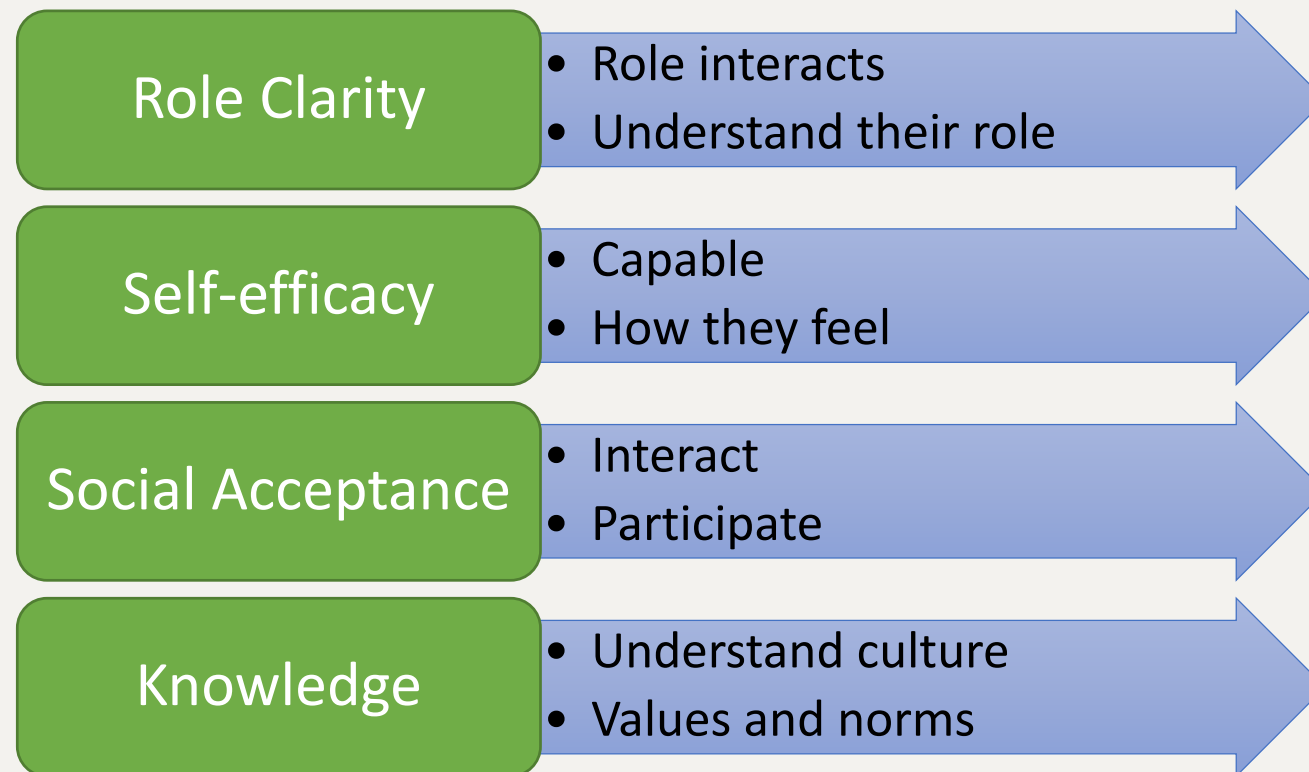 Role Clarity
• Role interacts
• Understand their role
Self-efficacy
• Capable
• How they feel
Social Acceptance
• Interact
• Participate
Knowledge
• Understand culture
• Values and norms